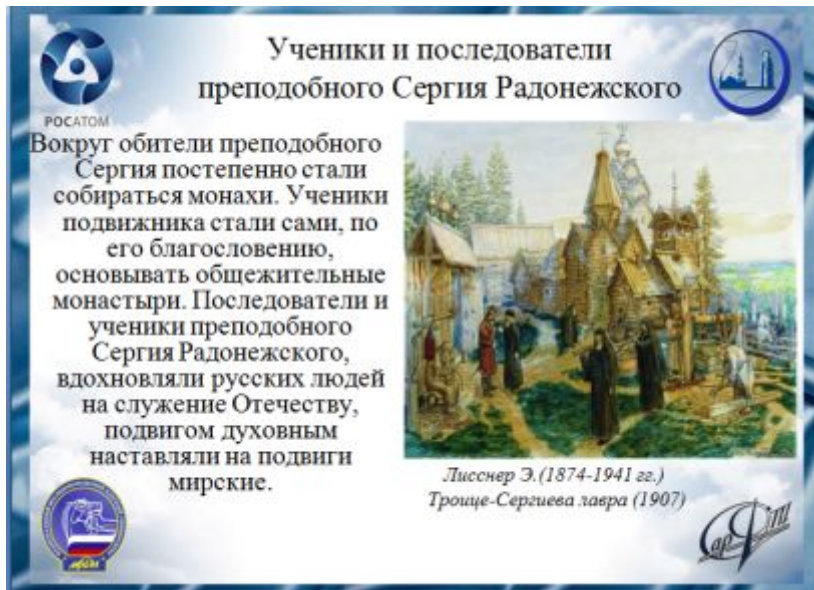 Ученики и последователи
преподобного Сергия Радонежского
РОСАТОМ
Вокруг обители преподобного
Сергия постепенно стали
собираться монахи. Ученики
подвижника стали сами, по
его благословению,
основывать общежительные
монастыри. Последователи и
ученики преподобного
Сергия Радонежского,
вдохновляли русских людей
на служение Отечеству,
подвигом духовным
наставляли на подвиги
мирские.
Лисснер Э.(1874-1941 гг.)
Троице-Сергиева лавра (1907)